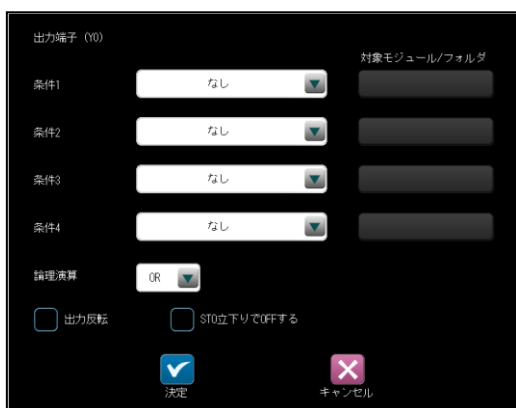 出力端子 (Y0)
対象モジュール/フォルダ
条件1 なし
条件2 なし
条件3 なし
条件4 なし
論理演算 OR
出力反転 STO立下りでOFFする
決定 キャンセル